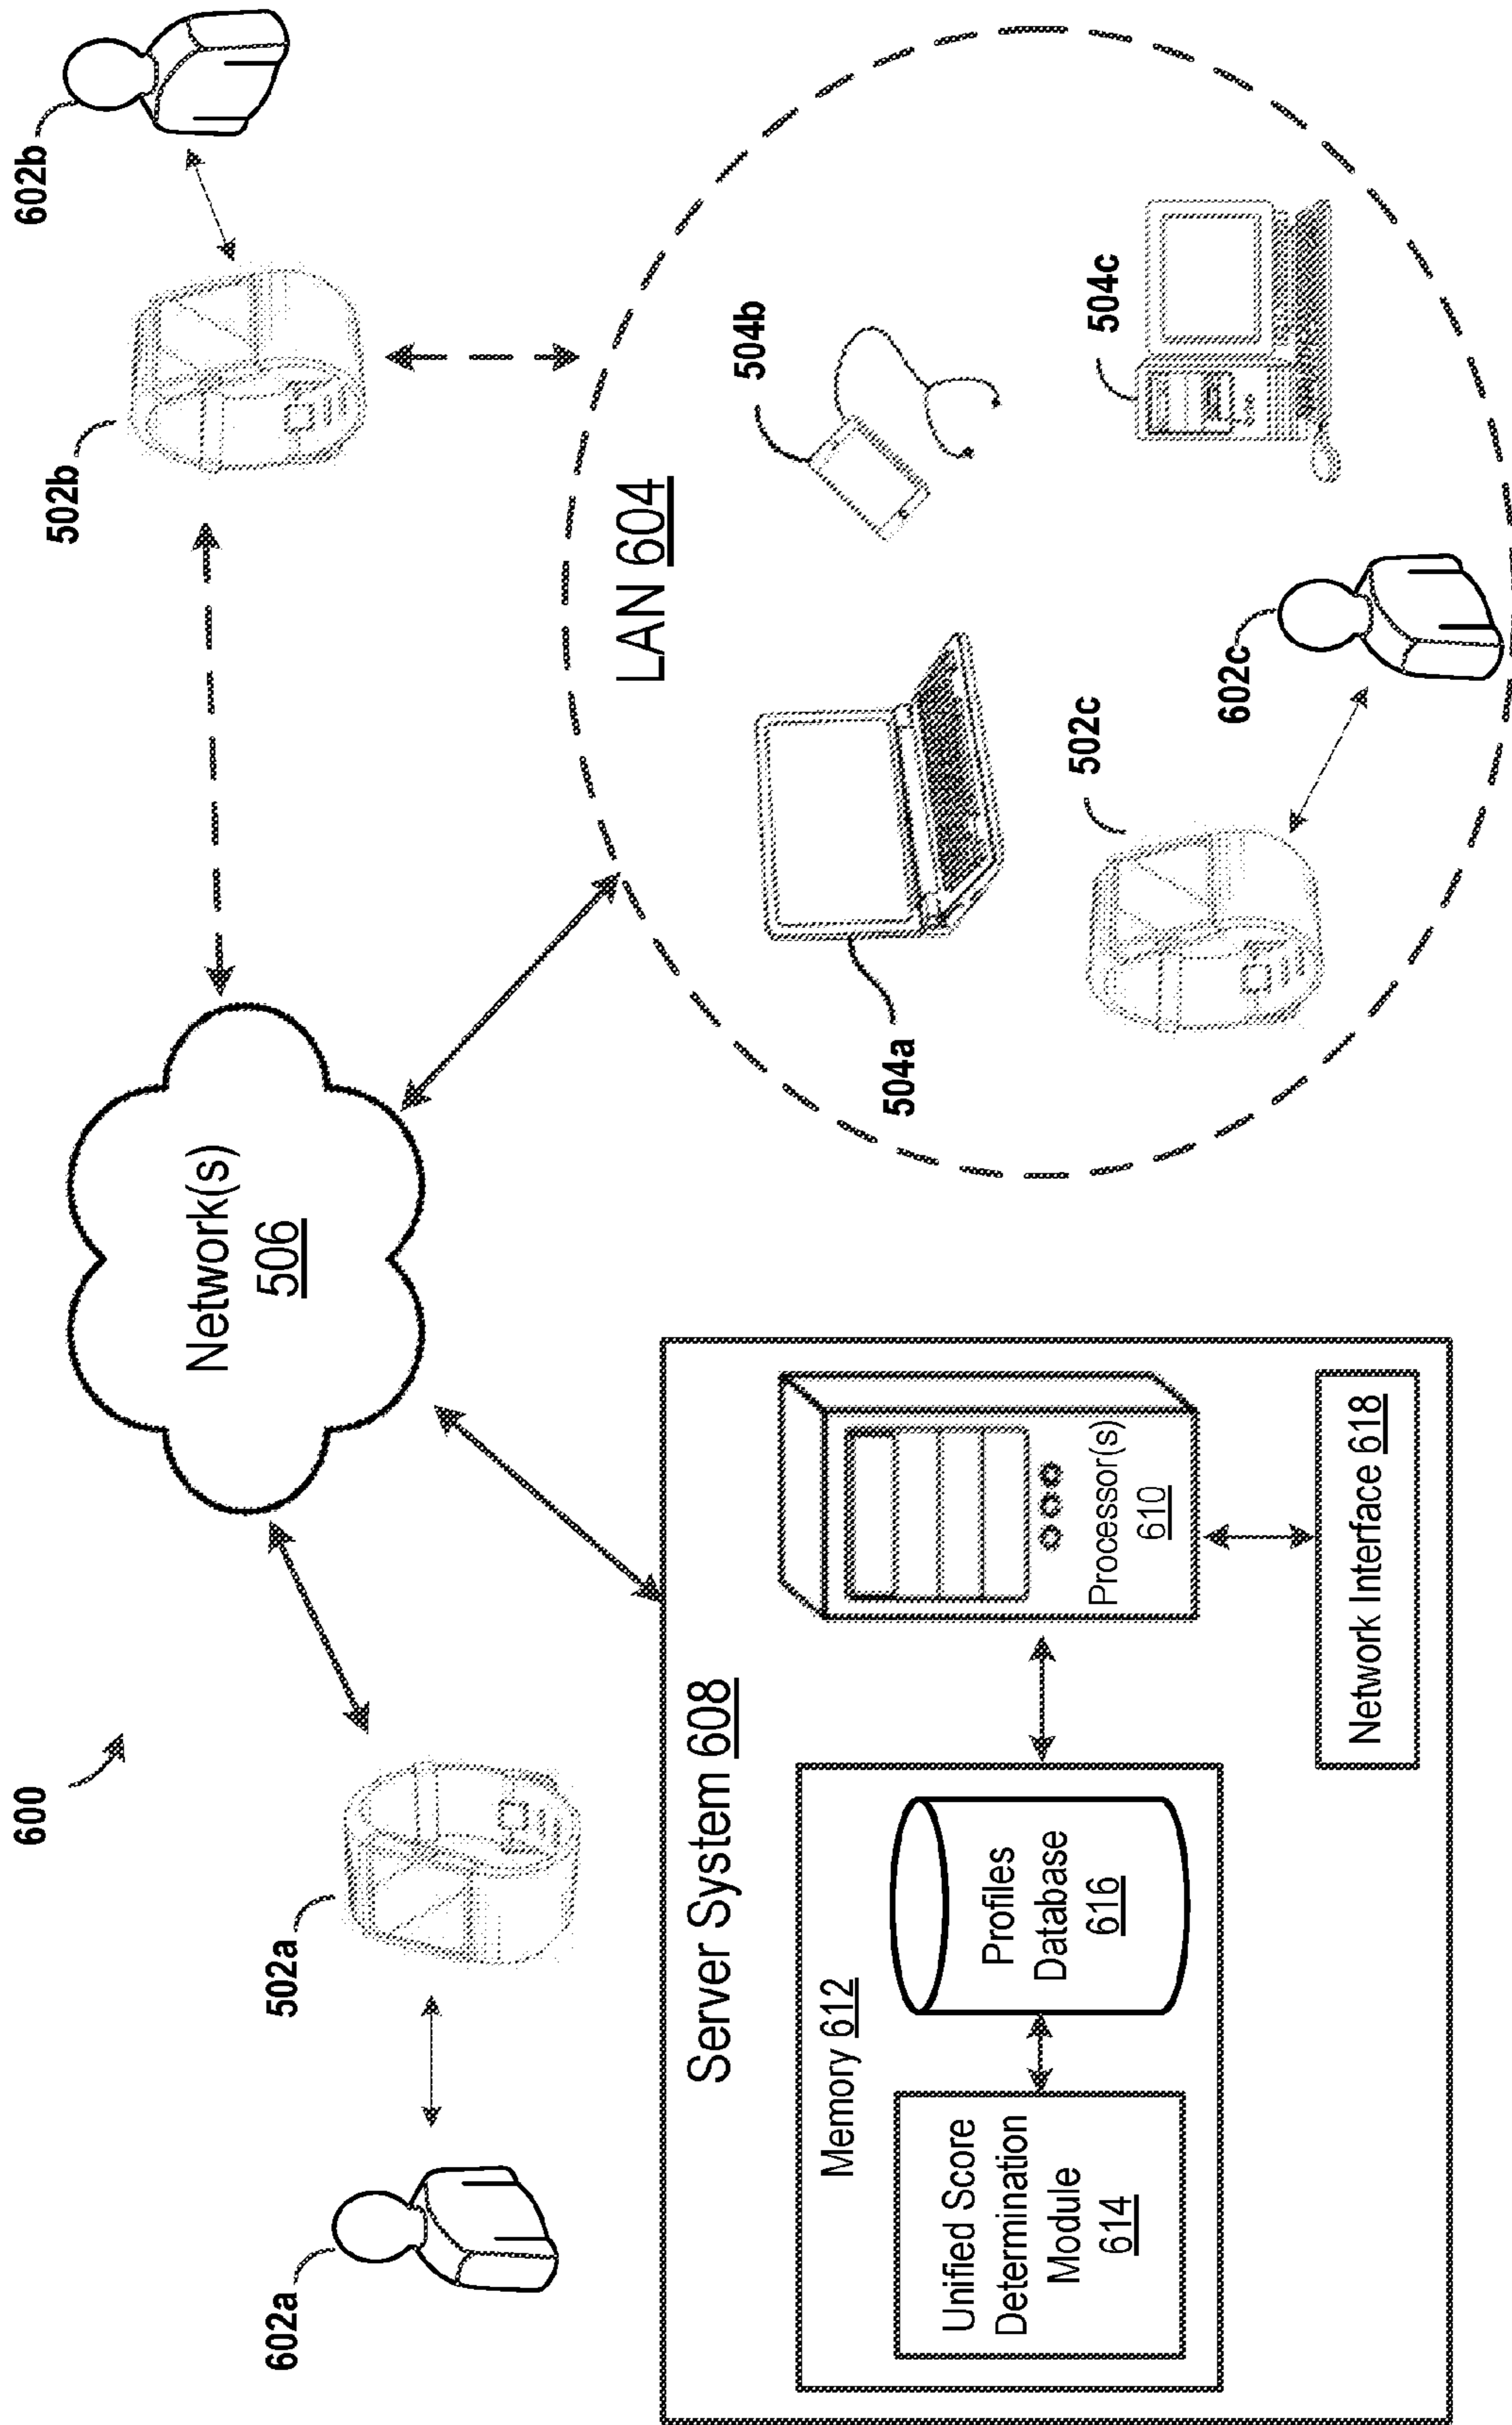 600
602a
502a
Network(s)
506
502b
602b
Server System 608
Memory 612
Unified Score
Determination
Module
614
Profiles
Database
616
Processor(s)
610
Network Interface 618
LAN 604
504a
504b
504c
502c
602c